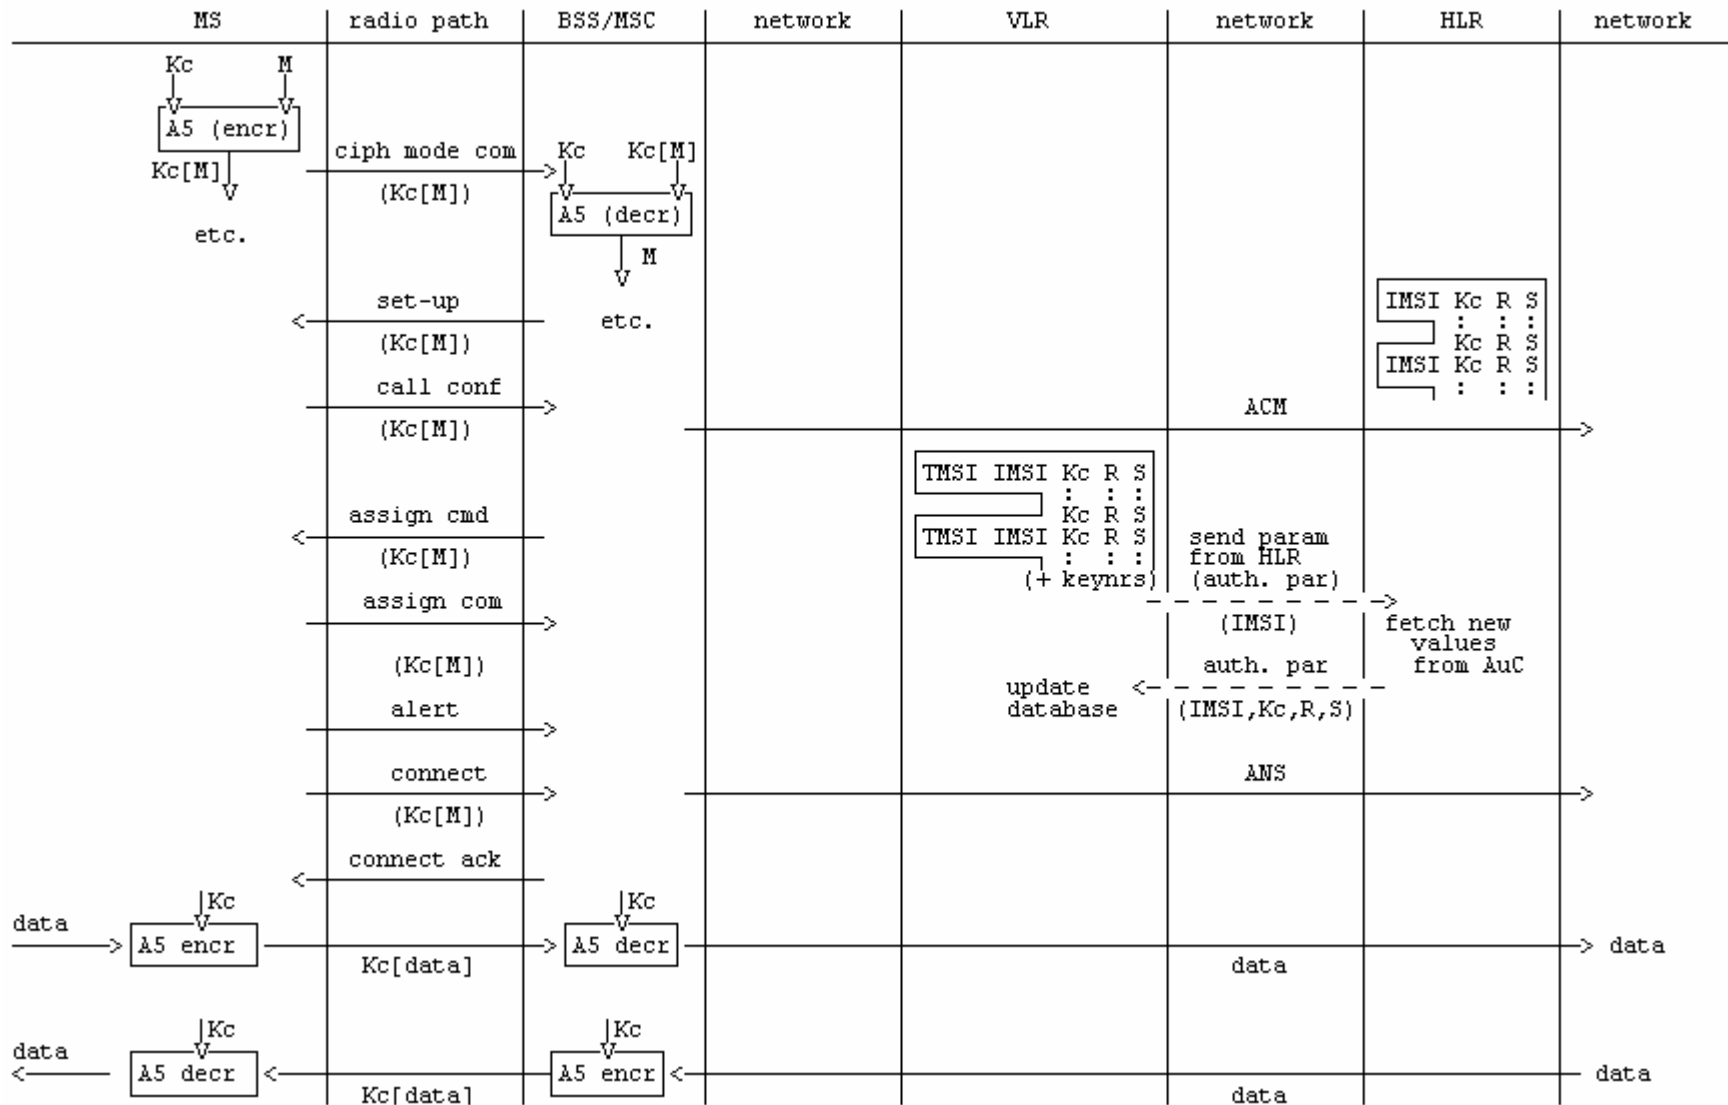 MS radio path BSS/MSC network VLR network HLR network
Kc M
A5 (encr)
ciph mode com Kc Kc[M]
Kc[M]
(Kc[M])
A5 (decr)
etc.
M
set-up IMSI Kc R S
etc. : : :
(Kc[M]) Kc R S
IMSI Kc R S
call conf : : :
ACM
(Kc[M])
TMSI IMSI Kc R S
: : :
assign cmd Kc R S
TMSI IMSI Kc R S send param
(Kc[M]) : : : from HLR
(+ keynrs) (auth. par)
assign com
(IMSI) fetch new
values
(Kc[M]) auth. par from AuC
update
alert database (IMSI,Kc,R,S)
connect ANS
(Kc[M])
connect ack
Kc Kc
data
A5 encr A5 decr data
Kc[data] data
Kc Kc
data
A5 decr A5 encr data
Kc[data] data